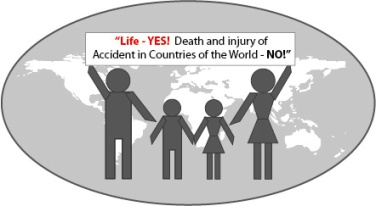 “Life - YES! Death and injury of
Accident in Countries of the World - NO!”